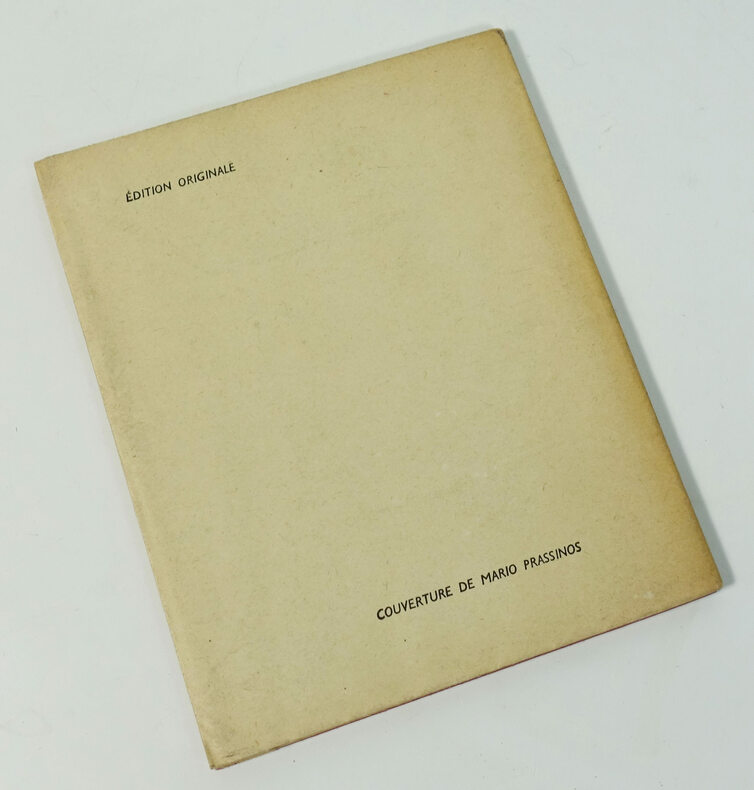 ÉDITION ORIGINALE
COUVERTURE DE MARIO PRASSINOS